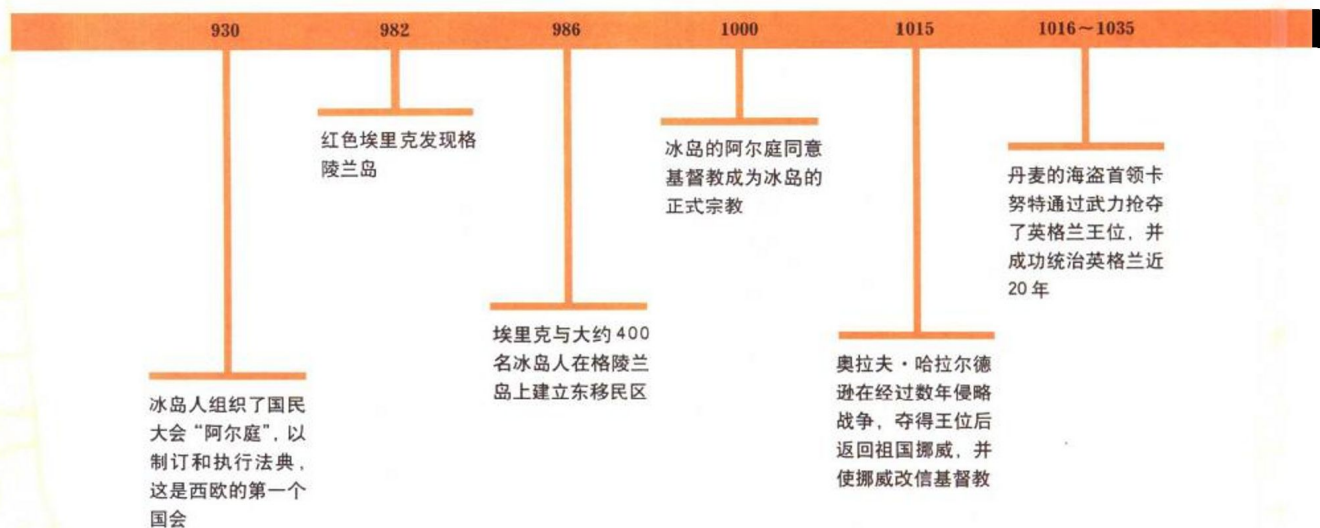 930 982 986 1000 1015 1016～1035
冰岛人组织了国民
大会“阿尔庭”，以
制订和执行法典，
这是西欧的第一个
国会
红色埃里克发现格
陵兰岛
埃里克与大约400
名冰岛人在格陵兰
岛上建立东移民区
冰岛的阿尔庭同意
基督教成为冰岛的
正式宗教
奥拉夫·哈拉尔德
逊在经过数年侵略
战争，夺得王位后
返回祖国挪威，并
使挪威改信基督教
丹麦的海盗首领卡
努特通过武力抢夺
了英格兰王位，并
成功统治英格兰近
20年